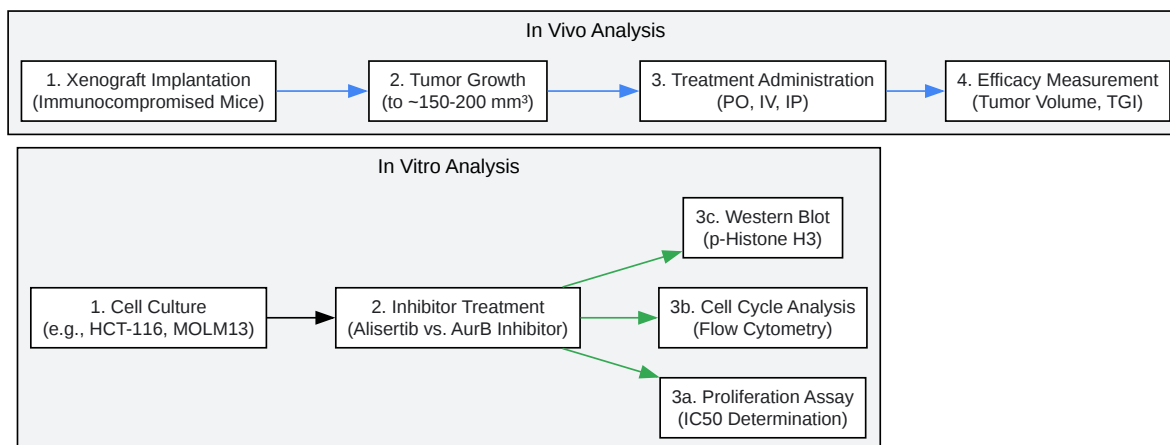 In Vivo Analysis
1. Xenograft Implantation
(Immunocompromised Mice)
2. Tumor Growth
(to ~150-200 mm³)
3. Treatment Administration
(PO, IV, IP)
4. Efficacy Measurement
(Tumor Volume, TGI)
In Vitro Analysis
1. Cell Culture
(e.g., HCT-116, MOLM13)
2. Inhibitor Treatment
(Alisertib vs. AurB Inhibitor)
3c. Western Blot
(p-Histone H3)
3b. Cell Cycle Analysis
(Flow Cytometry)
3a. Proliferation Assay
(IC50 Determination)